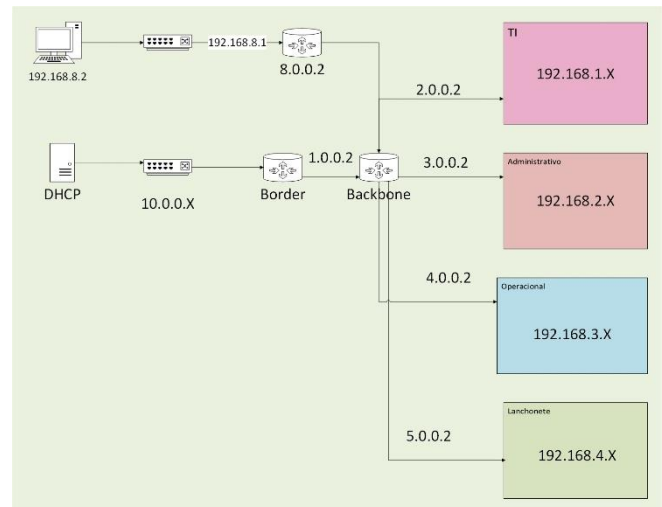 TI
192.168.1.X
192.168.8.1
192.168.8.2
8.0.0.2
2.0.0.2
DHCP
10.0.0.X
Border
1.0.0.2
Backbone
3.0.0.2
Administrativo
192.168.2.X
4.0.0.2
Operacional
192.168.3.X
5.0.0.2
Lanchonete
192.168.4.X